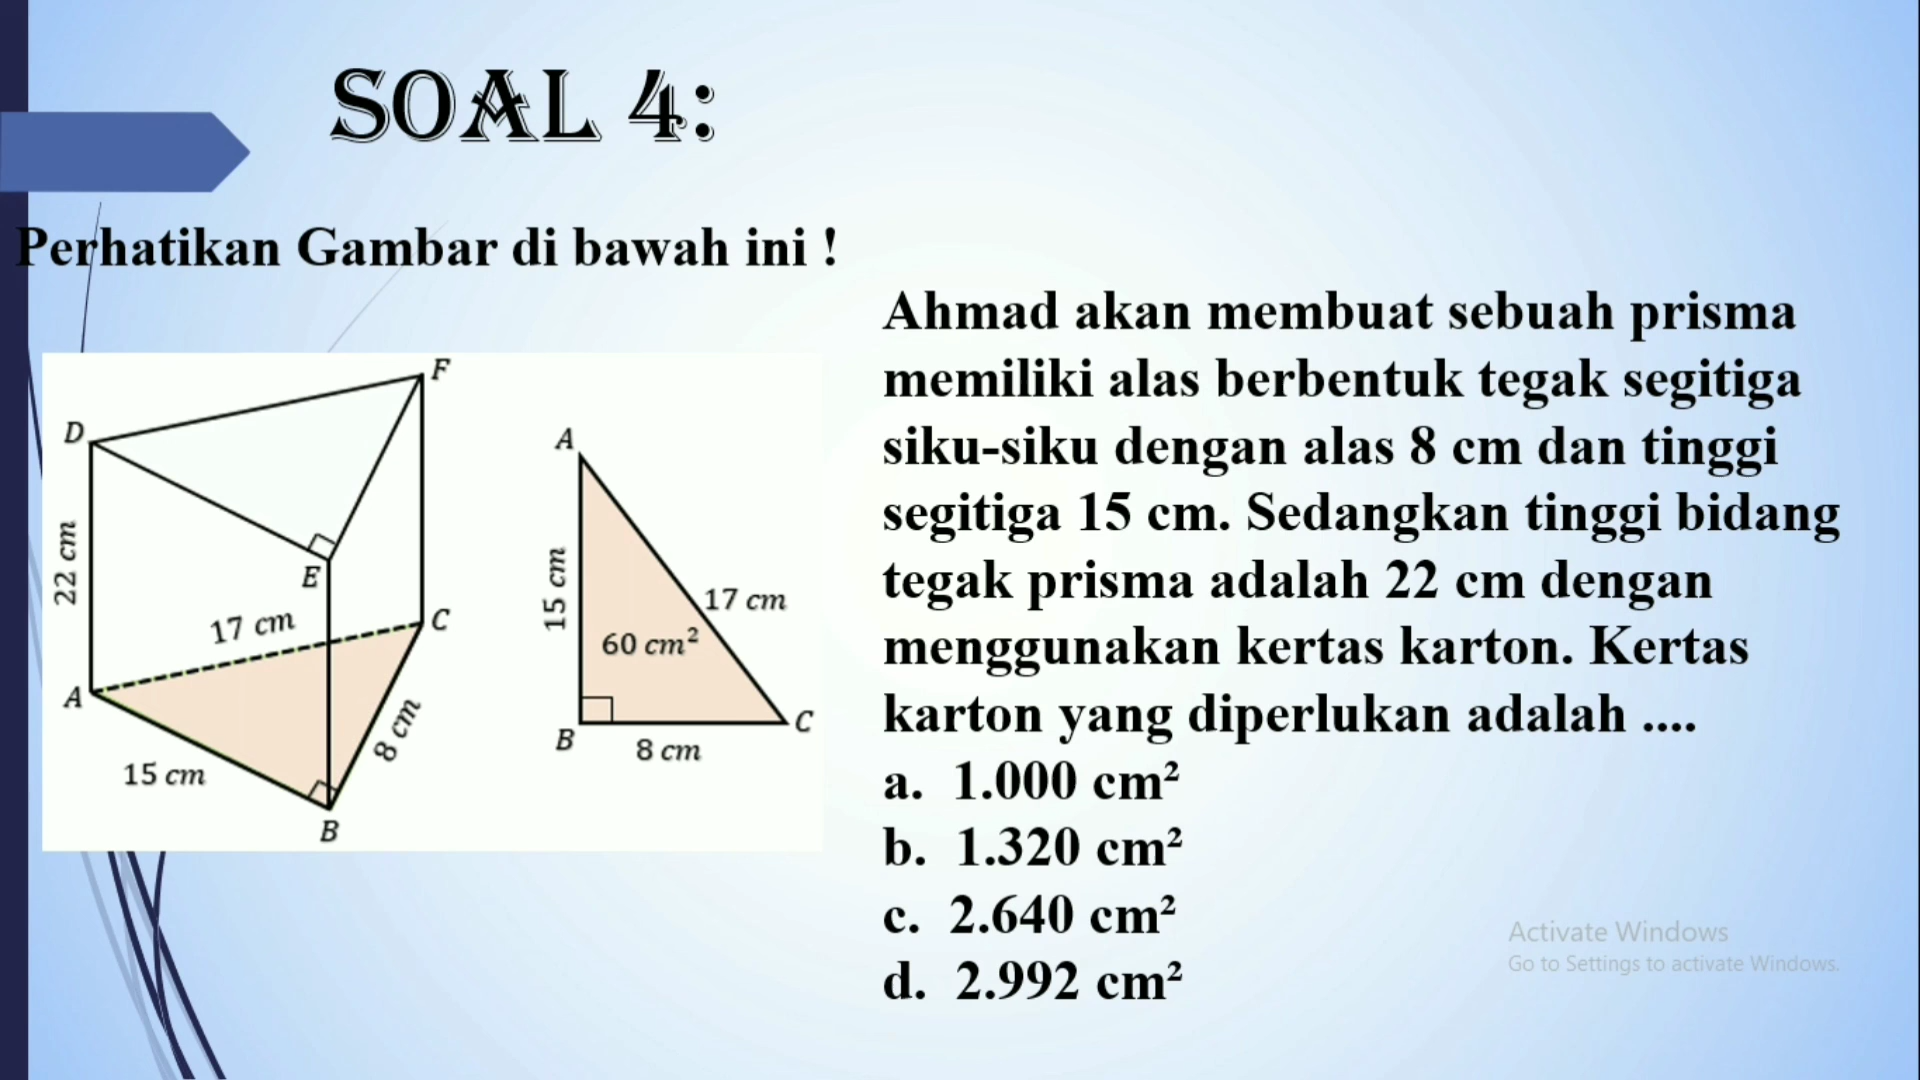 SOAL 4:
Perhatikan Gambar di bawah ini !
F
D
22 cm
E
17 cm
C
A
8 cm
15 cm
B
A
15 cm
17 cm
60 cm²
B
C
8 cm
Ahmad akan membuat sebuah prisma
memiliki alas berbentuk tegak segitiga
siku-siku dengan alas 8 cm dan tinggi
segitiga 15 cm. Sedangkan tinggi bidang
tegak prisma adalah 22 cm dengan
menggunakan kertas karton. Kertas
karton yang diperlukan adalah ....
a. 1.000 cm²
b. 1.320 cm²
c. 2.640 cm²
d. 2.992 cm²
Activate Windows
Go to Settings to activate Windows.